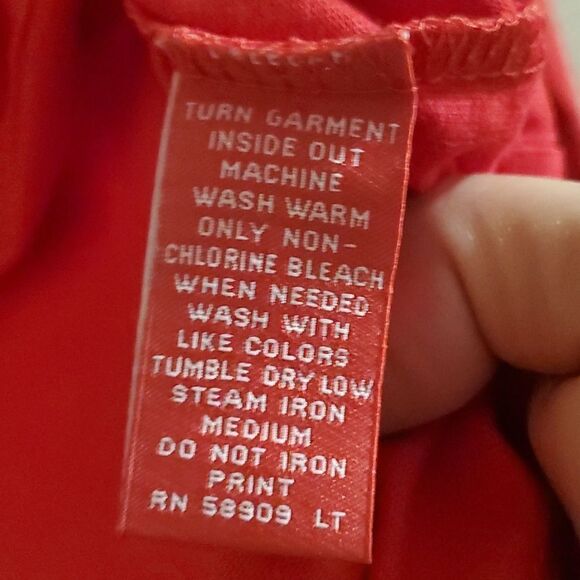 TURN GARMENT
INSIDE OUT
MACHINE
WASH WARM
ONLY NON-
CHLORINE BLEACH
WHEN NEEDED
WASH WITH
LIKE COLORS
TUMBLE DRY LOW
STEAM IRON
MEDIUM
DO NOT IRON
PRINT
RN 58909 LT